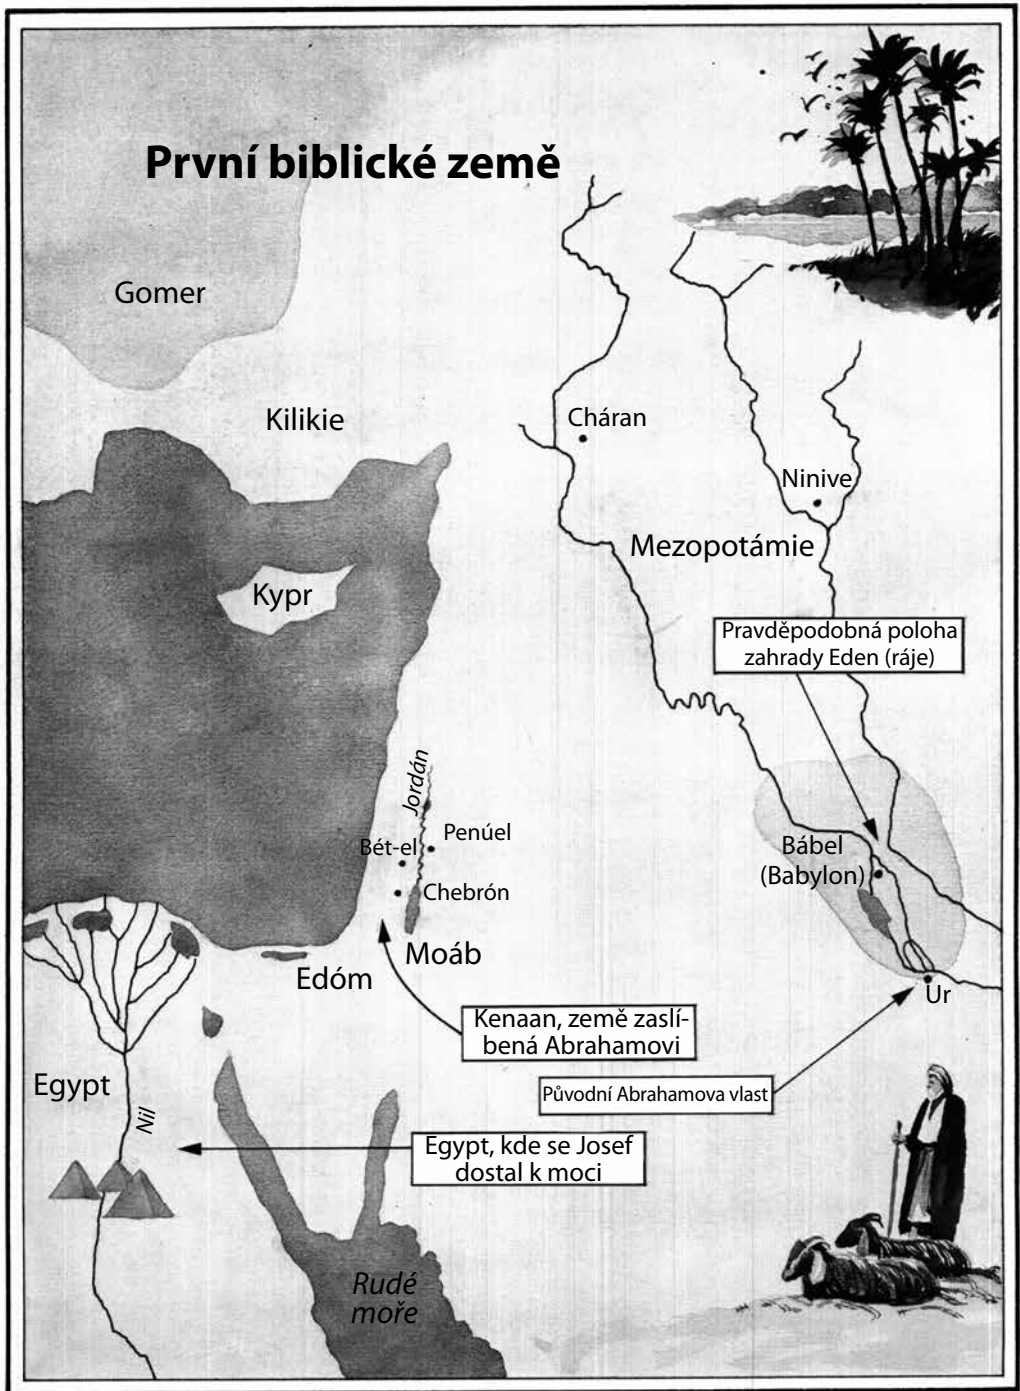 První biblické země
Gomer
Kilikie
Cháran
Ninive
Mezopotámie
Kypr
Pravděpodobná poloha
zahrady Eden (ráje)
Jordán
Penúel
Bét-el
Bábel
(Babylon)
Chebrón
Moáb
Edóm
Ur
Kenaan, země zaslí-
bená Abrahamovi
Egypt
Původní Abrahamova vlast
Nil
Egypt, kde se Josef
dostal k moci
Rudé
moře